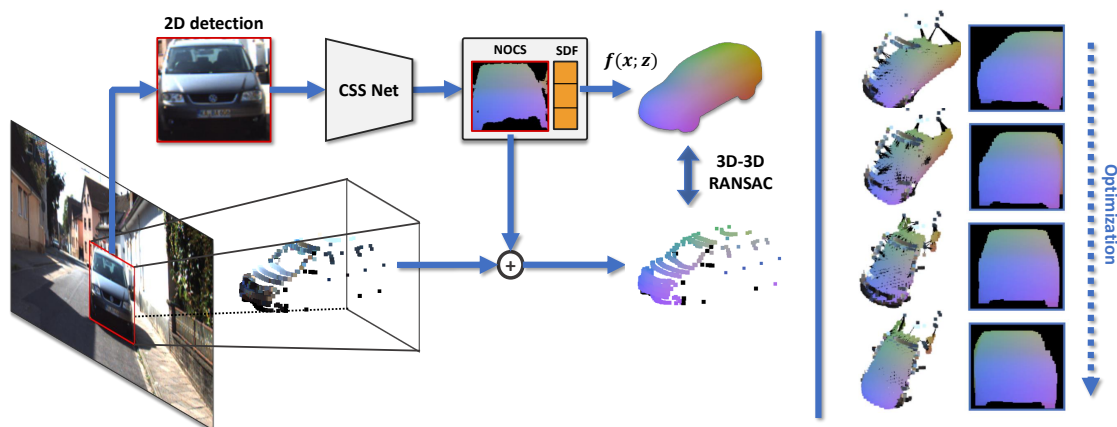 2D detection
CSS Net
NOCS
SDF
f(x; z)
3D-3D
RANSAC
+
Optimization